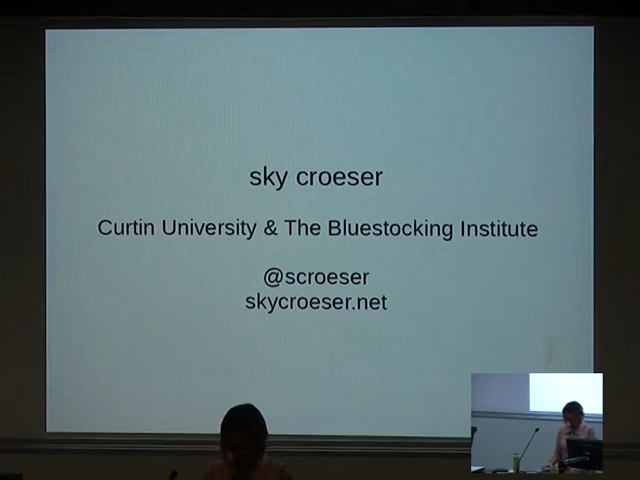 sky croeser
Curtin University & The Bluestocking Institute
@scroeser
skycroeser.net